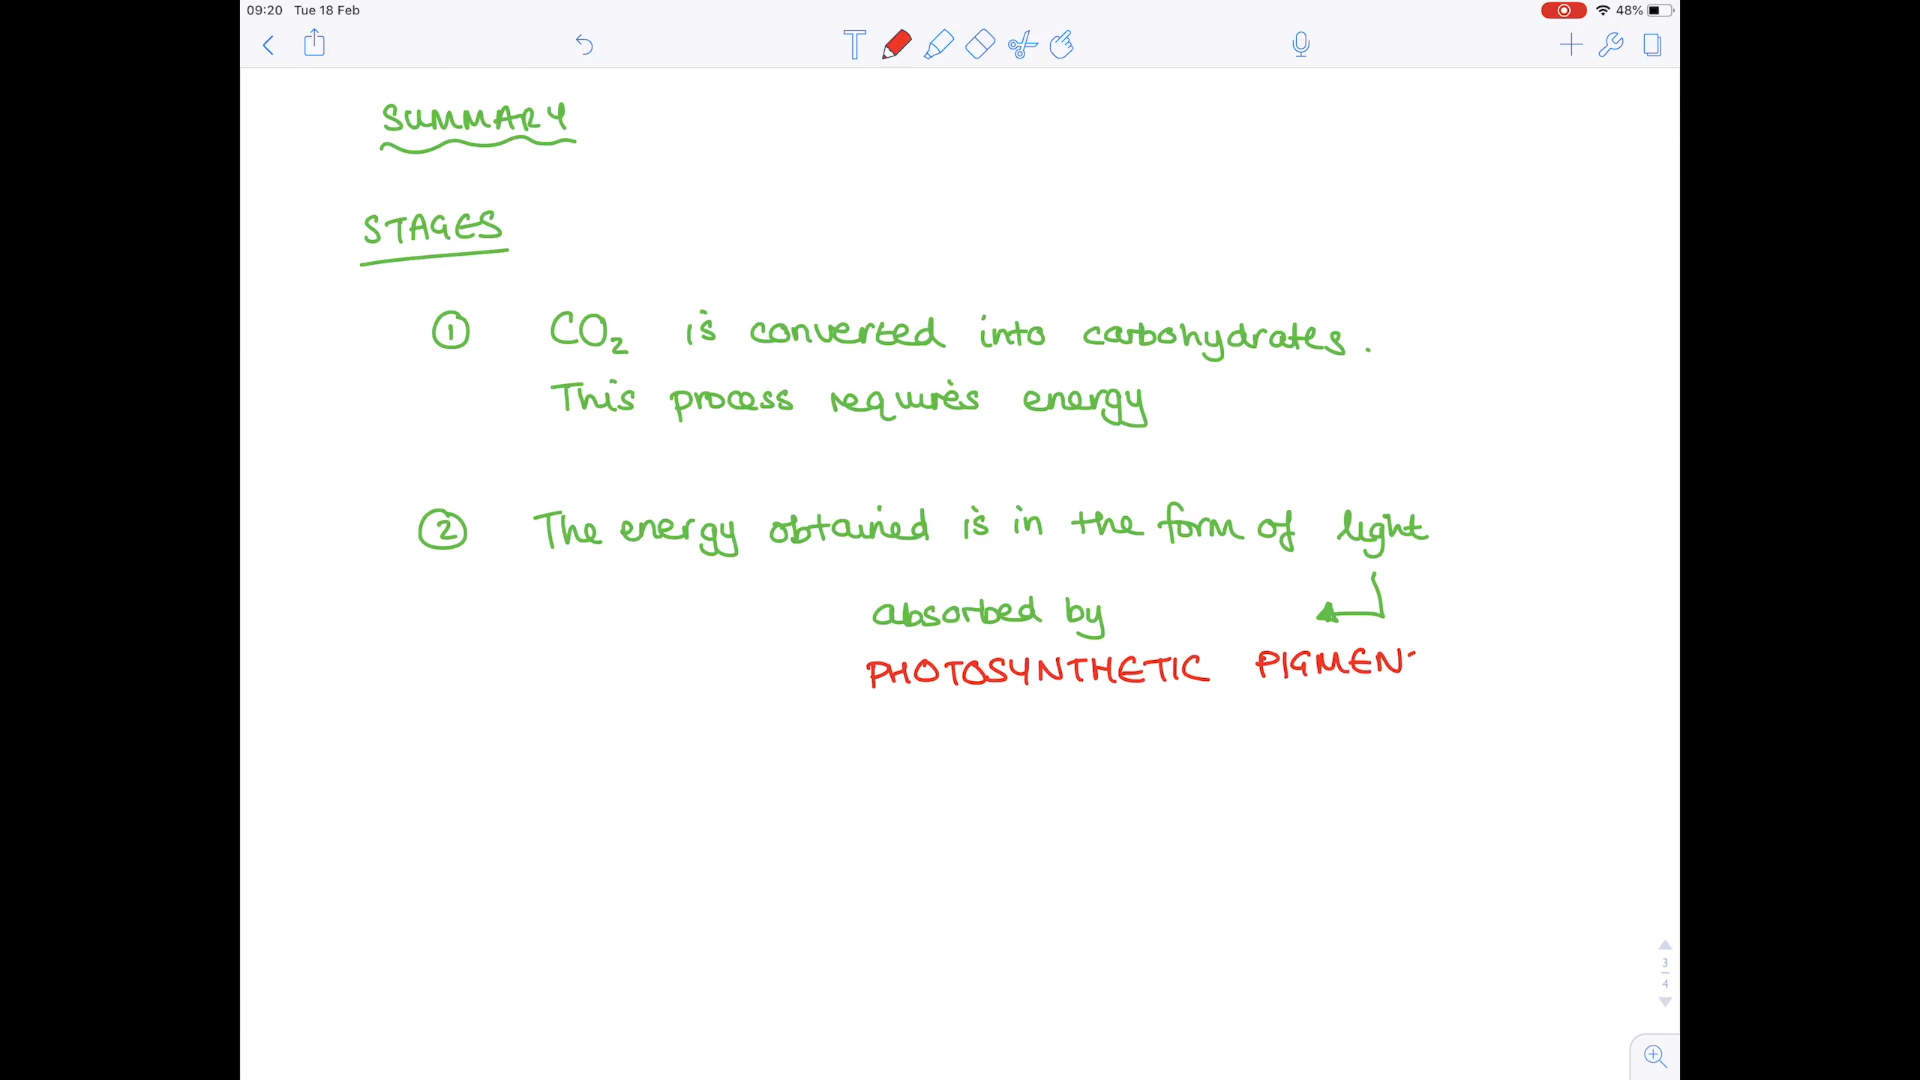 09:20 Tue 18 Feb
48%
T
SUMMARY
STAGES
① CO₂ is converted into carbohydrates.
This process requires energy
② The energy obtained is in the form of light
absorbed by
PHOTOSYNTHETIC PIGMEN
3
4